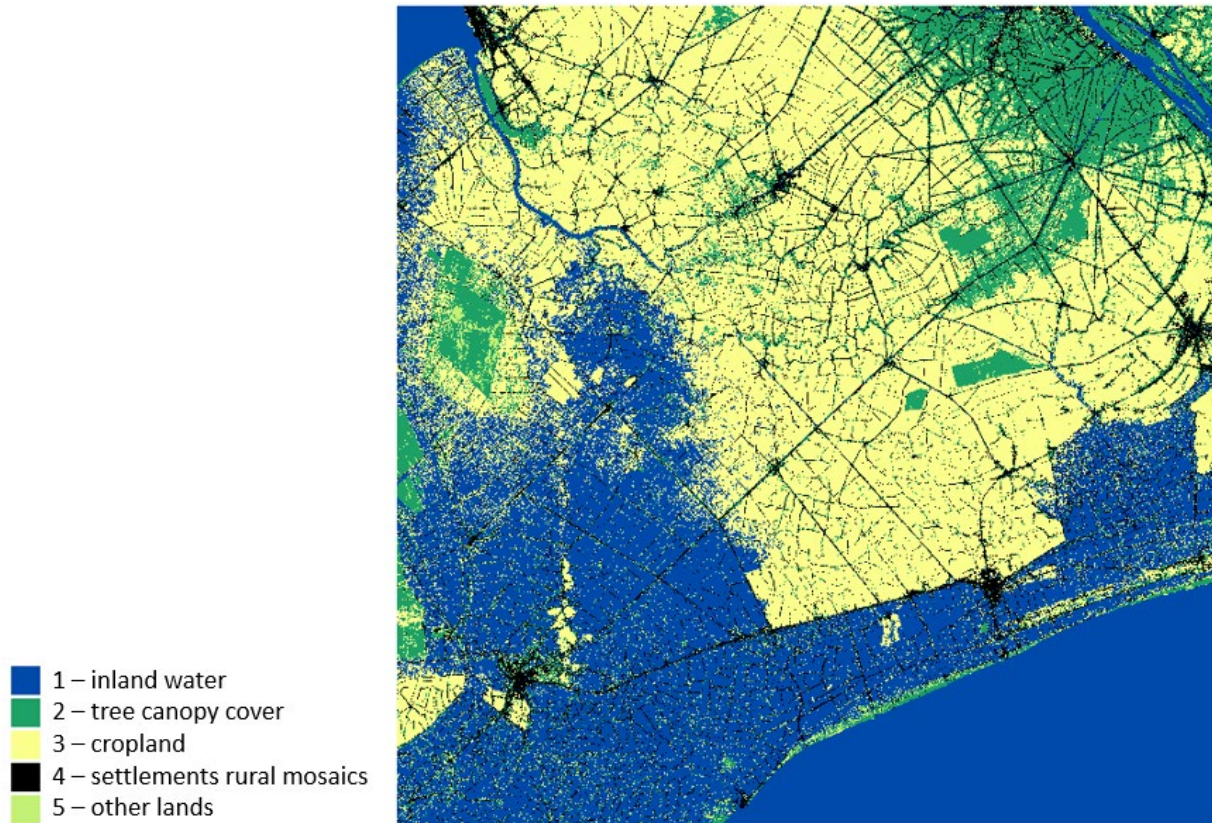 1 – inland water
2 – tree canopy cover
3 – cropland
4 – settlements rural mosaics
5 – other lands